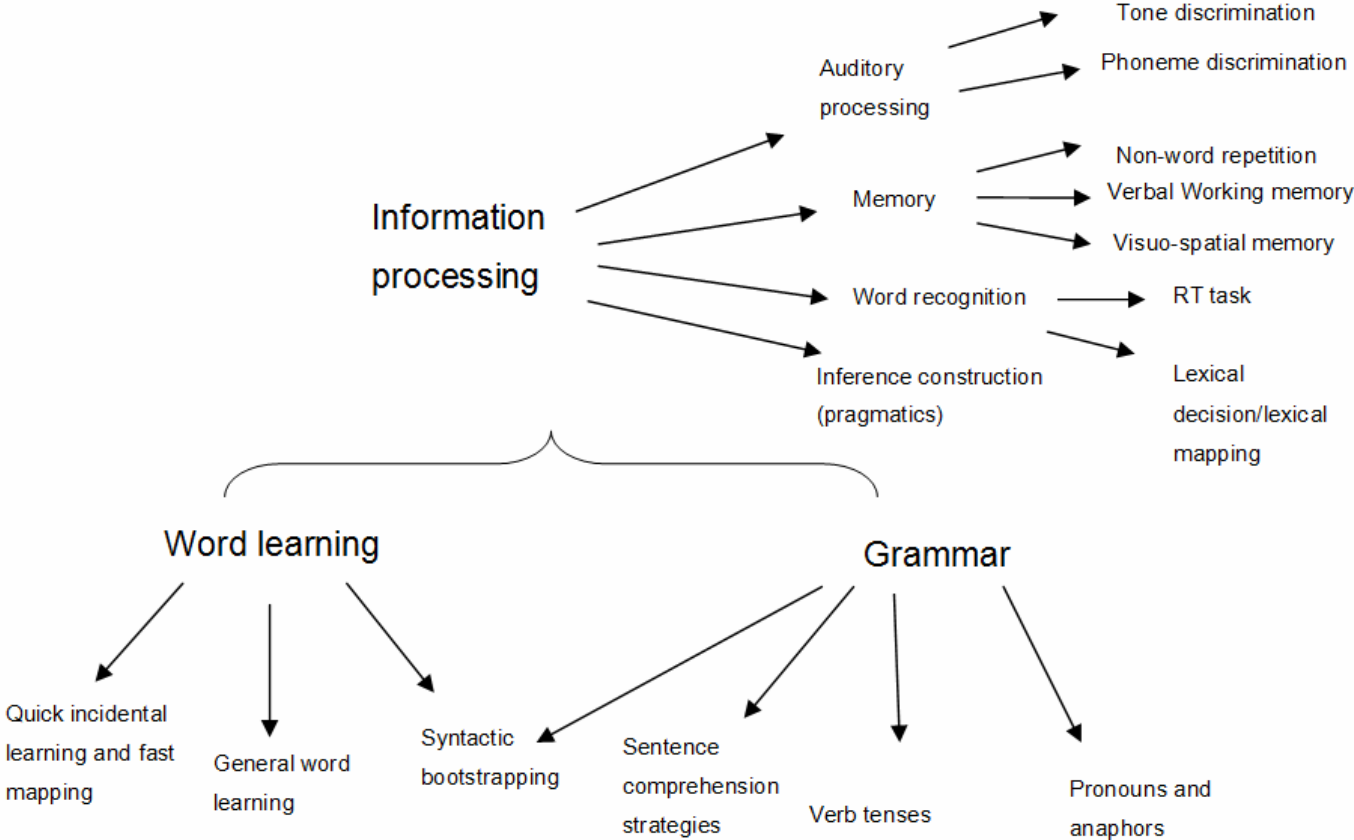 Tone discrimination
Phoneme discrimination
Auditory
processing
Non-word repetition
Verbal Working memory
Visuo-spatial memory
Memory
Information
processing
Word recognition
RT task
Inference construction
(pragmatics)
Lexical
decision/lexical
mapping
Word learning
Grammar
Quick incidental
learning and fast
mapping
General word
learning
Syntactic
bootstrapping
Sentence
comprehension
strategies
Verb tenses
Pronouns and
anaphors